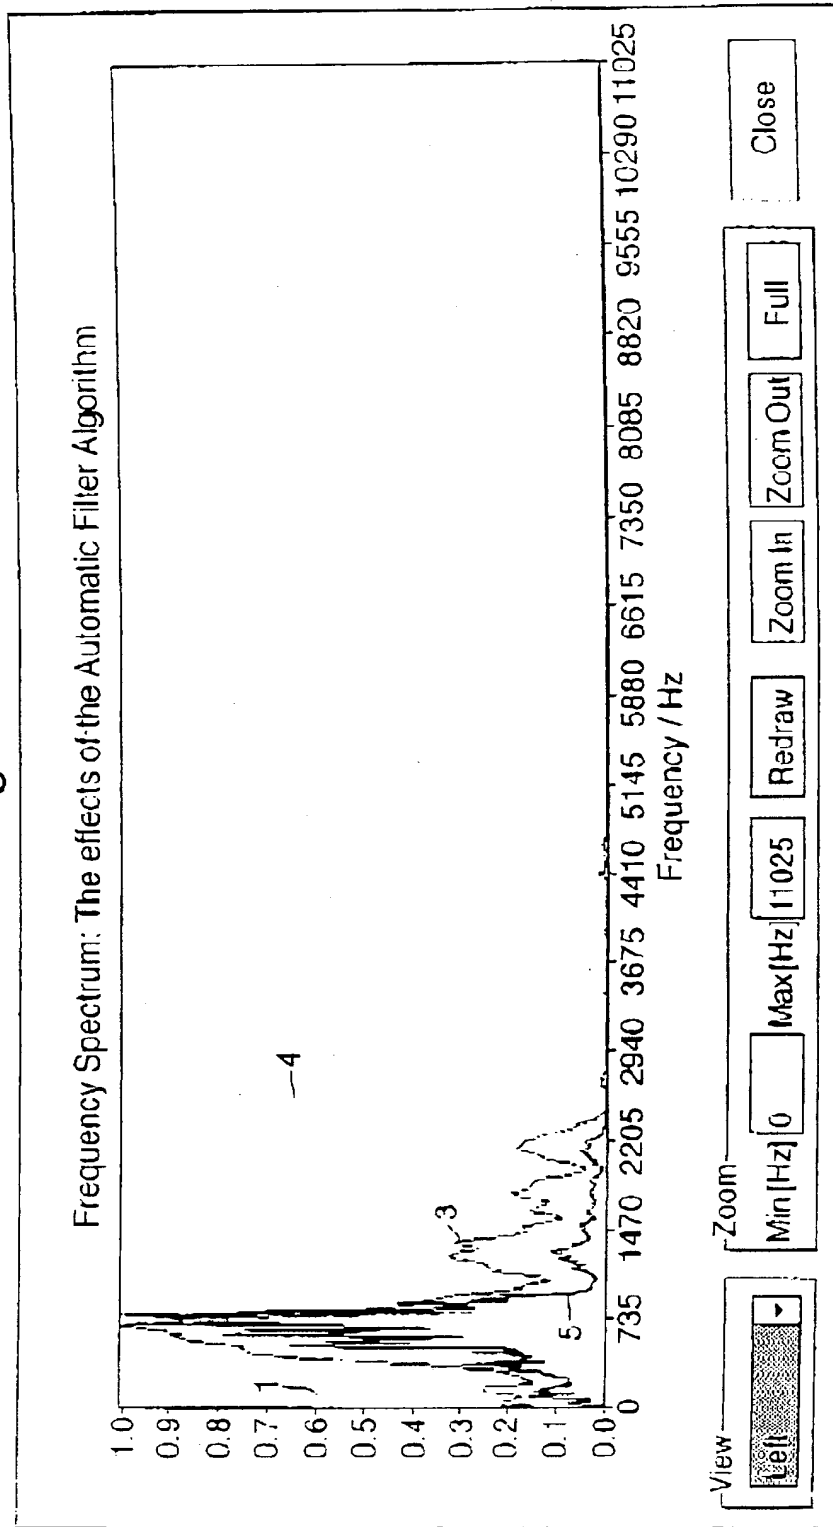 Frequency Spectrum: The effects of the Automatic Filter Algorithm
1.0
0.9
0.8
0.7
0.6
0.5
0.4
0.3
0.2
0.1
0.0
1
3
4
5
0 735 1470 2205 2940 3675 4410 5145 5880 6615 7350 8085 8820 9555 10290 11025
Frequency / Hz
View
Left
Zoom
Min [Hz] 0 Max [Hz] 11025 Redraw Zoom In Zoom Out Full
Close